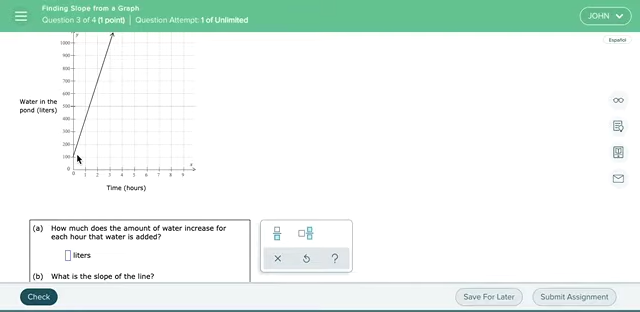 Finding Slope from a Graph
Question 3 of 4 (1 point) | Question Attempt: 1 of Unlimited
JOHN
Español
y
1000
900
800
700
600
500
400
300
200
100
0
Water in the
pond (liters)
x
0 1 2 3 4 5 6 7 8 9
Time (hours)
(a) How much does the amount of water increase for
each hour that water is added?
liters
(b) What is the slope of the line?
Check
Save For Later
Submit Assignment